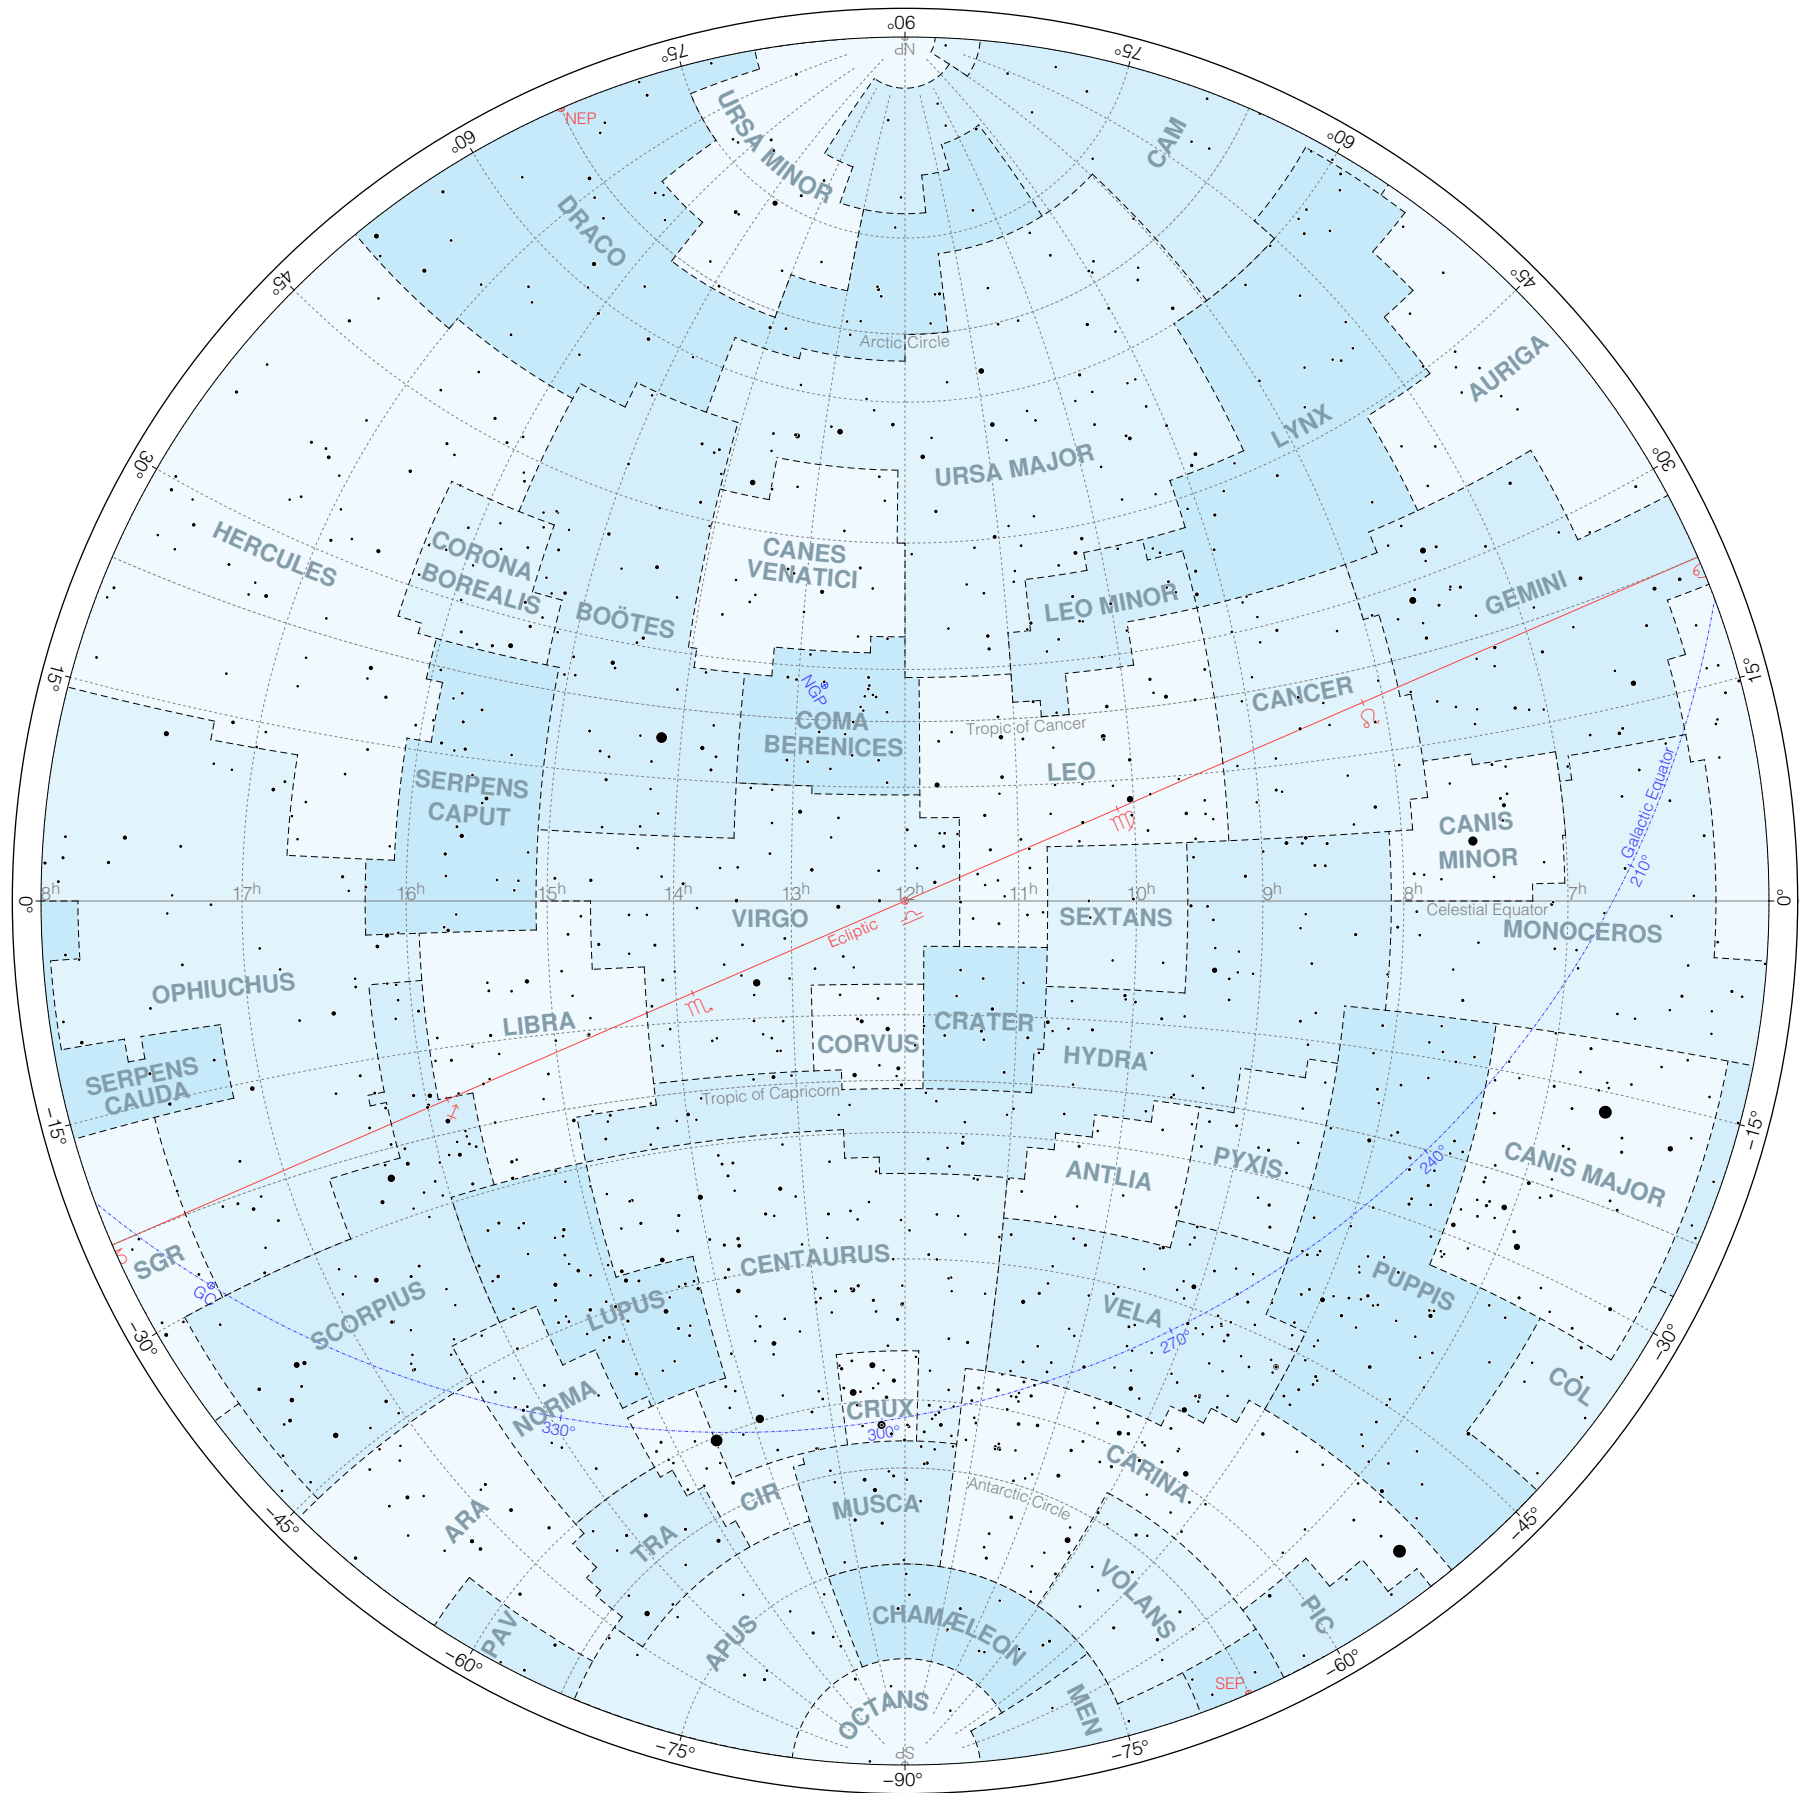 90°
NP
75°
75°
60°
60°
45°
45°
30°
30°
15°
15°
0°
0°
−15°
−15°
−30°
−30°
−45°
−45°
−60°
−60°
−75°
−75°
−90°
SP
NEP
URSA MINOR
CAM
DRACO
Arctic Circle
AURIGA
LYNX
URSA MAJOR
HERCULES
CORONA
BOREALIS
CANES
VENATICI
BOÖTES
LEO MINOR
GEMINI
♋
NGP
COMA
BERENICES
CANCER
♌
Tropic of Cancer
LEO
SERPENS
CAPUT
♍
CANIS
MINOR
Galactic Equator
210°
8h
17h
16h
15h
14h
13h
12h
11h
10h
9h
8h
7h
Celestial Equator
VIRGO
Ecliptic
♎
SEXTANS
MONOCEROS
OPHIUCHUS
LIBRA
♏
CORVUS
CRATER
HYDRA
SERPENS
CAUDA
♐
Tropic of Capricorn
ANTLIA
PYXIS
240°
CANIS MAJOR
SGR
GC
SCORPIUS
LUPUS
CENTAURUS
VELA
270°
PUPPIS
COL
NORMA
330°
CRUX
300°
CARINA
Antarctic Circle
ARA
TRA
CIR
MUSCA
VOLANS
PIC
PAV
APUS
CHAMÆLEON
OCTANS
MEN
SEP